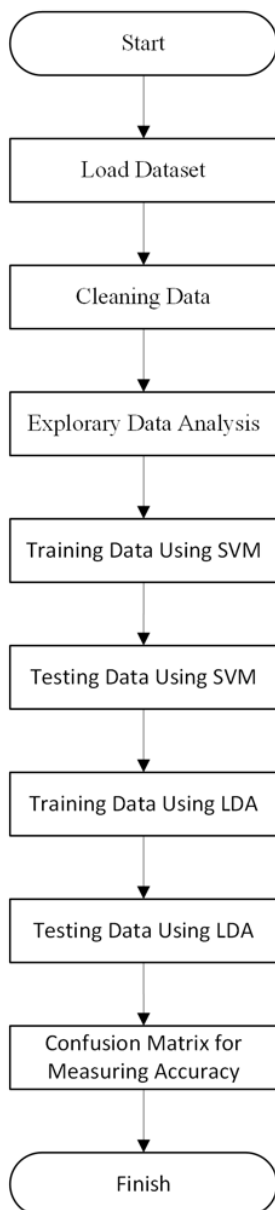 Start
Load Dataset
Cleaning Data
Explorary Data Analysis
Training Data Using SVM
Testing Data Using SVM
Training Data Using LDA
Testing Data Using LDA
Confusion Matrix for
Measuring Accuracy
Finish